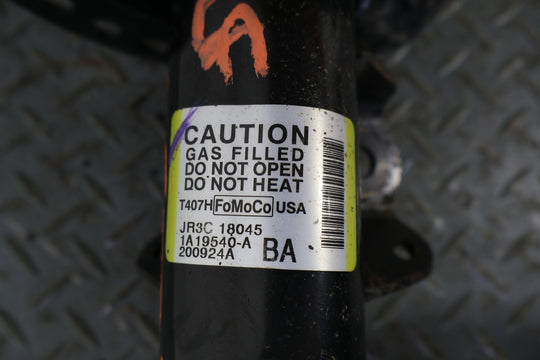 CAUTION
GAS FILLED
DO NOT OPEN
DO NOT HEAT
T407H FoMoCo USA
JR3C 18045
1A19540-A BA
200924A